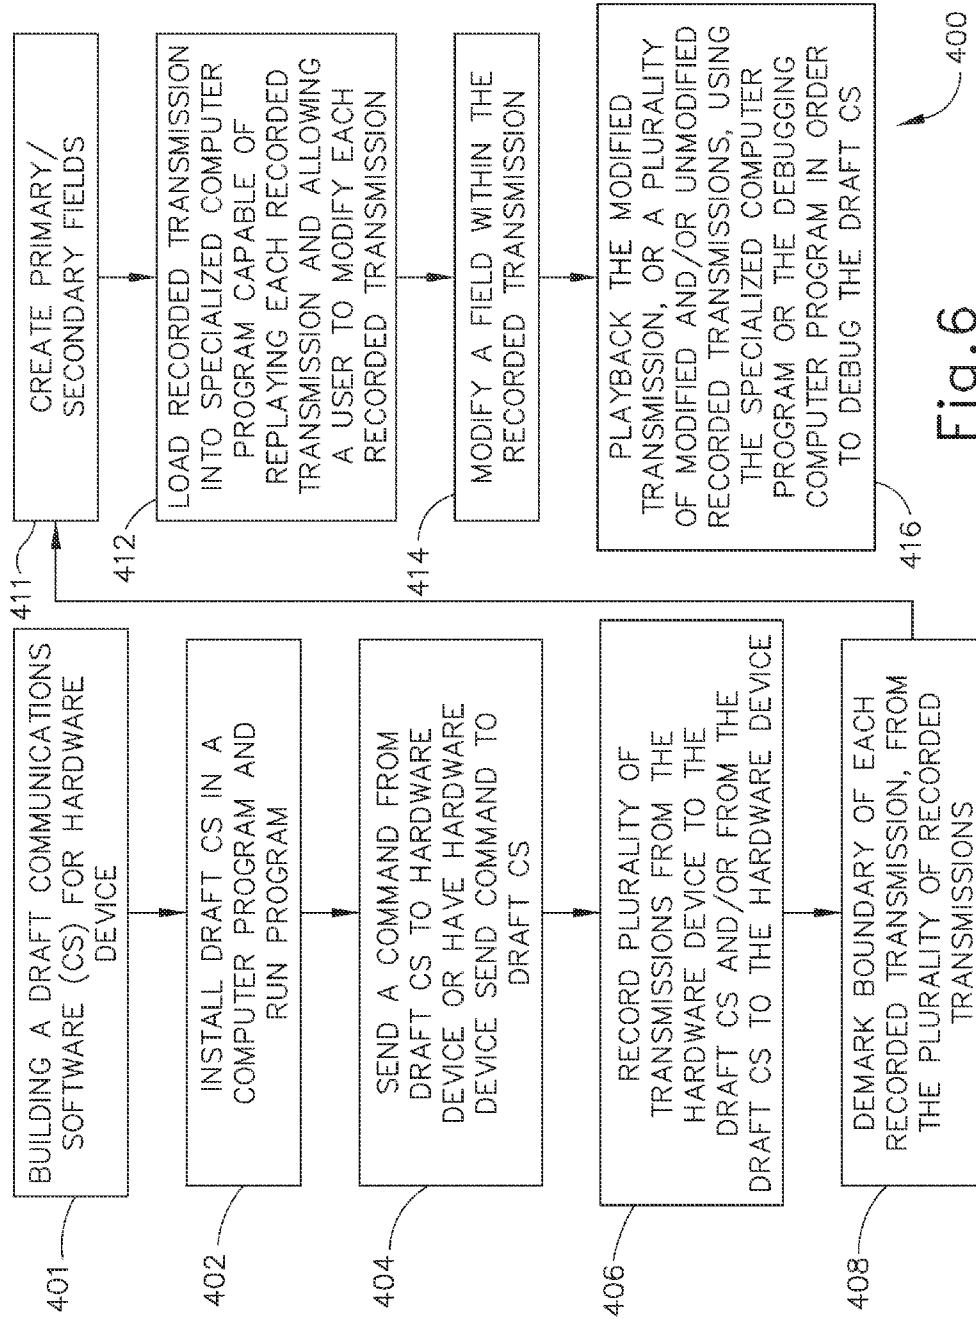 401
BUILDING A DRAFT COMMUNICATIONS
SOFTWARE (CS) FOR HARDWARE
DEVICE
402
INSTALL DRAFT CS IN A
COMPUTER PROGRAM AND
RUN PROGRAM
404
SEND A COMMAND FROM
DRAFT CS TO HARDWARE
DEVICE OR HAVE HARDWARE
DEVICE SEND COMMAND TO
DRAFT CS
406
RECORD PLURALITY OF
TRANSMISSIONS FROM THE
HARDWARE DEVICE TO THE
DRAFT CS AND/OR FROM THE
DRAFT CS TO THE HARDWARE DEVICE
408
DEMARK BOUNDARY OF EACH
RECORDED TRANSMISSION, FROM
THE PLURALITY OF RECORDED
TRANSMISSIONS
411
CREATE PRIMARY/
SECONDARY FIELDS
412
LOAD RECORDED TRANSMISSION
INTO SPECIALIZED COMPUTER
PROGRAM CAPABLE OF
REPLAYING EACH RECORDED
TRANSMISSION AND ALLOWING
A USER TO MODIFY EACH
RECORDED TRANSMISSION
414
MODIFY A FIELD WITHIN THE
RECORDED TRANSMISSION
416
PLAYBACK THE MODIFIED
TRANSMISSION, OR A PLURALITY
OF MODIFIED AND/OR UNMODIFIED
RECORDED TRANSMISSIONS, USING
THE SPECIALIZED COMPUTER
PROGRAM OR THE DEBUGGING
COMPUTER PROGRAM IN ORDER
TO DEBUG THE DRAFT CS
400
Fig.6